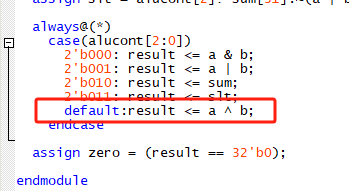 assign slt = alucont[2]? sum[31]:~(a
always@(*)
case(alucont[2:0])
2'b000: result <= a & b;
2'b001: result <= a | b;
2'b010: result <= sum;
2'b011: result <= slt;
default:result <= a ^ b;
endcase
assign zero = (result == 32'b0);
endmodule